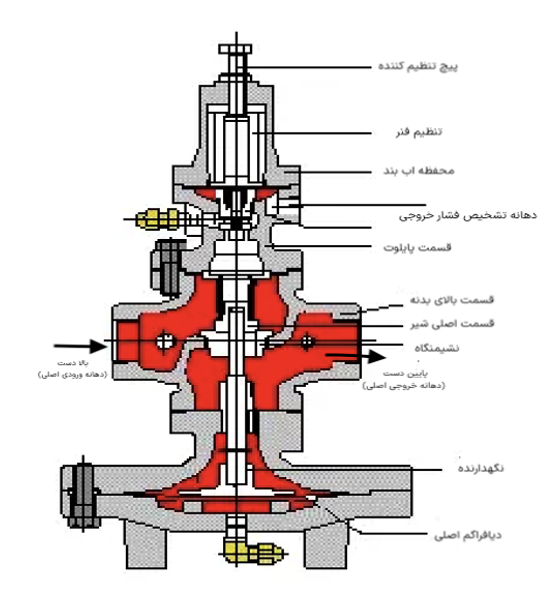 پیچ تنظیم کننده
تنظیم فنر
محفظه اب بند
دهانه تشخیص فشار خروجی
قسمت پایلوت
قسمت بالای بدنه
قسمت اصلی شیر
نشیمنگاه
بالا دست
(دهانه ورودی اصلی)
پایین دست
(دهانه خروجی اصلی)
نگهدارنده
دیافراگم اصلی